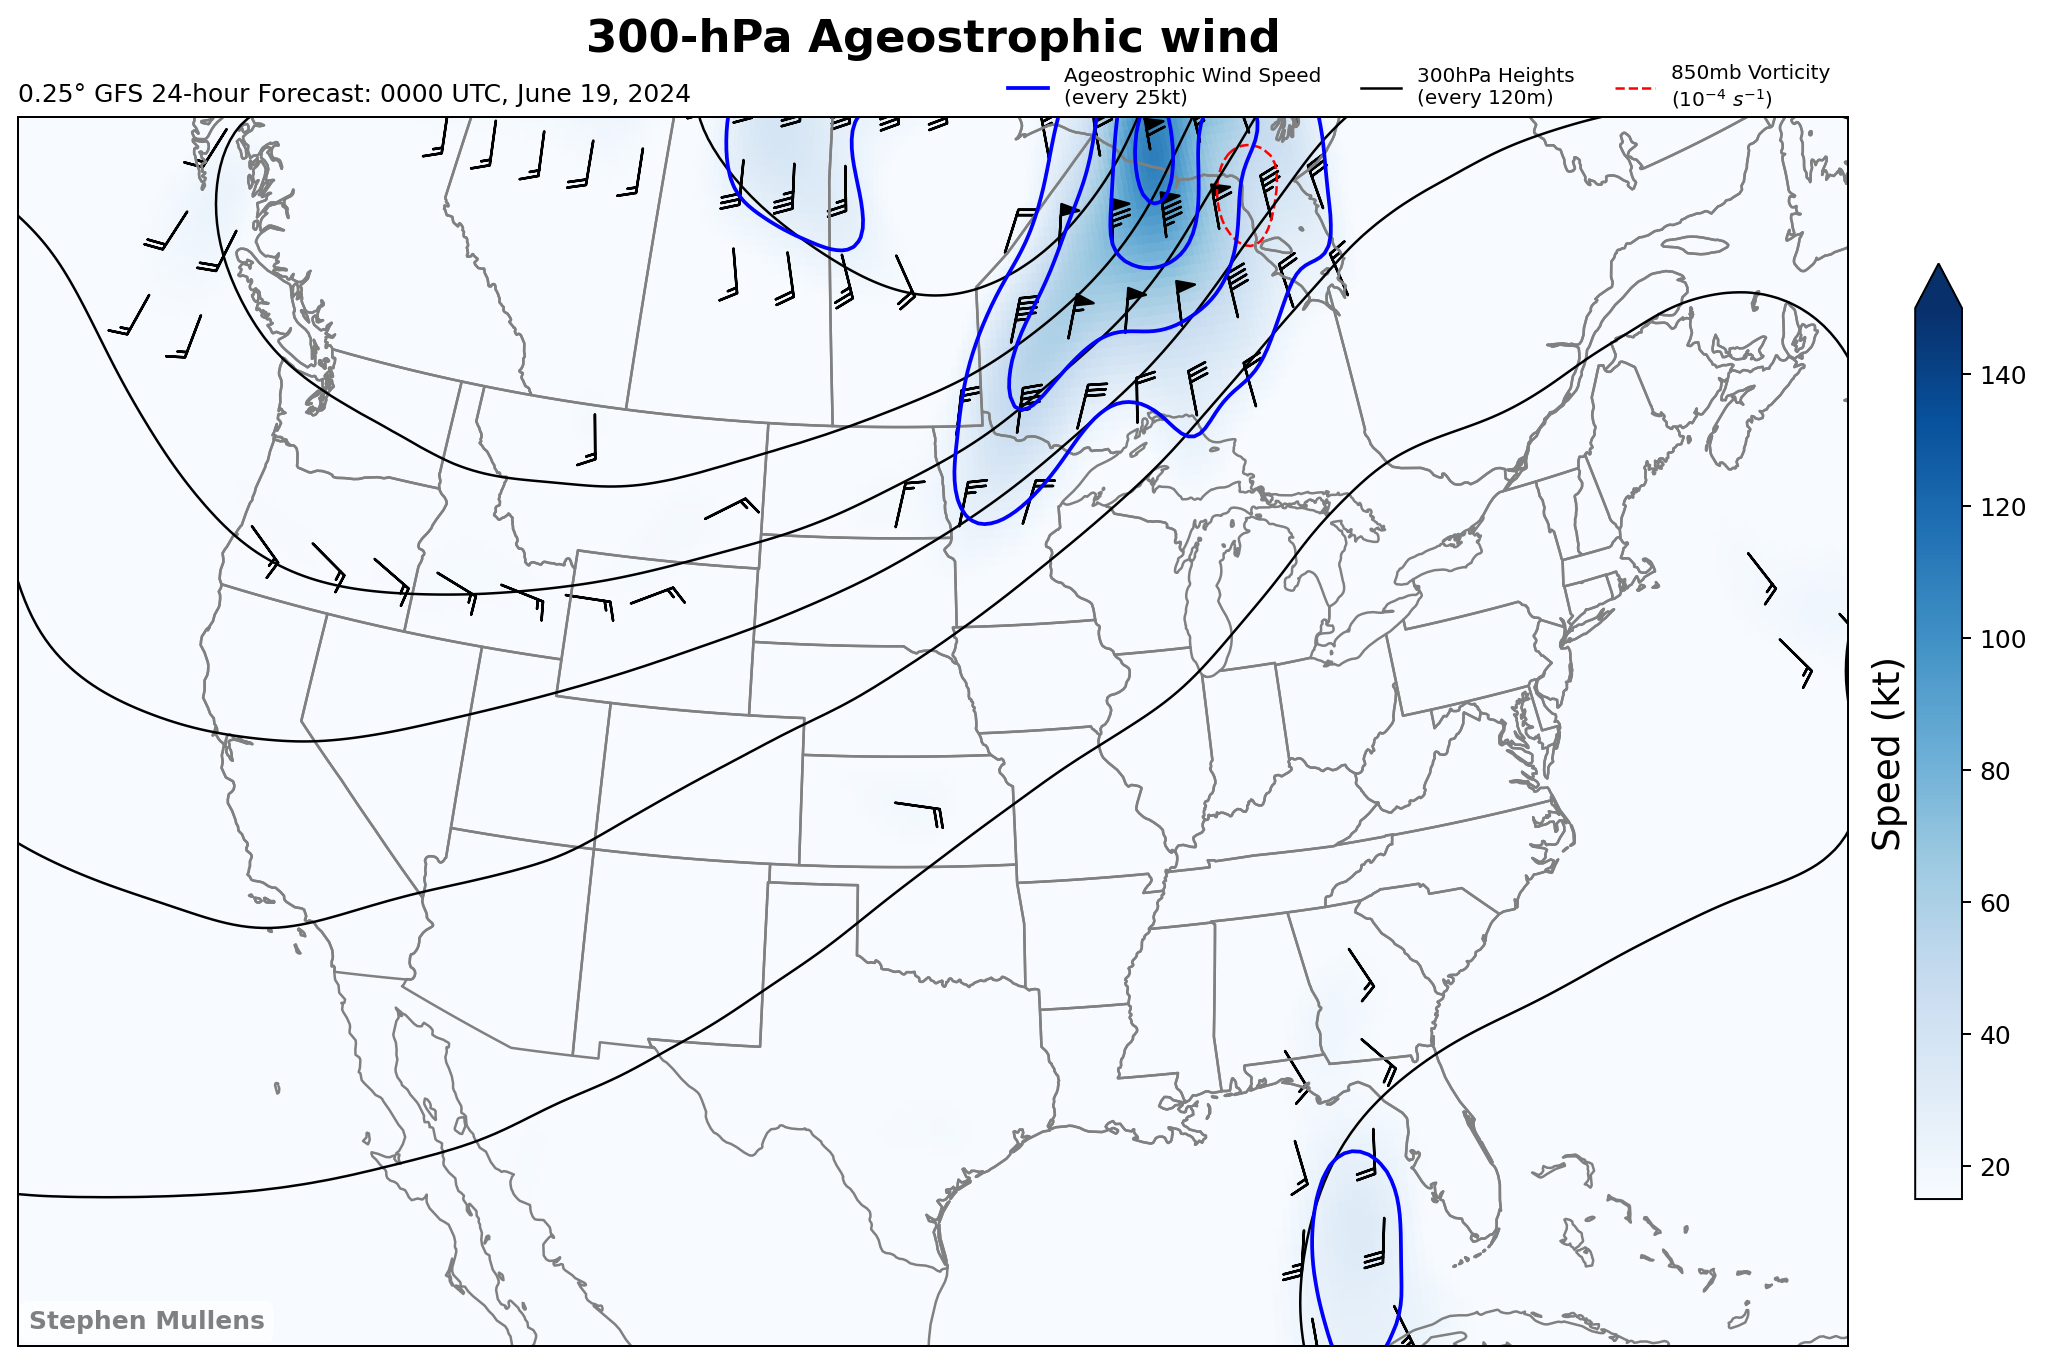 300-hPa Ageostrophic wind
0.25° GFS 24-hour Forecast: 0000 UTC, June 19, 2024
Ageostrophic Wind Speed
(every 25kt)
300hPa Heights
(every 120m)
850mb Vorticity
(10⁻⁴ s⁻¹)
140
120
100
80
60
40
20
Speed (kt)
Stephen Mullens